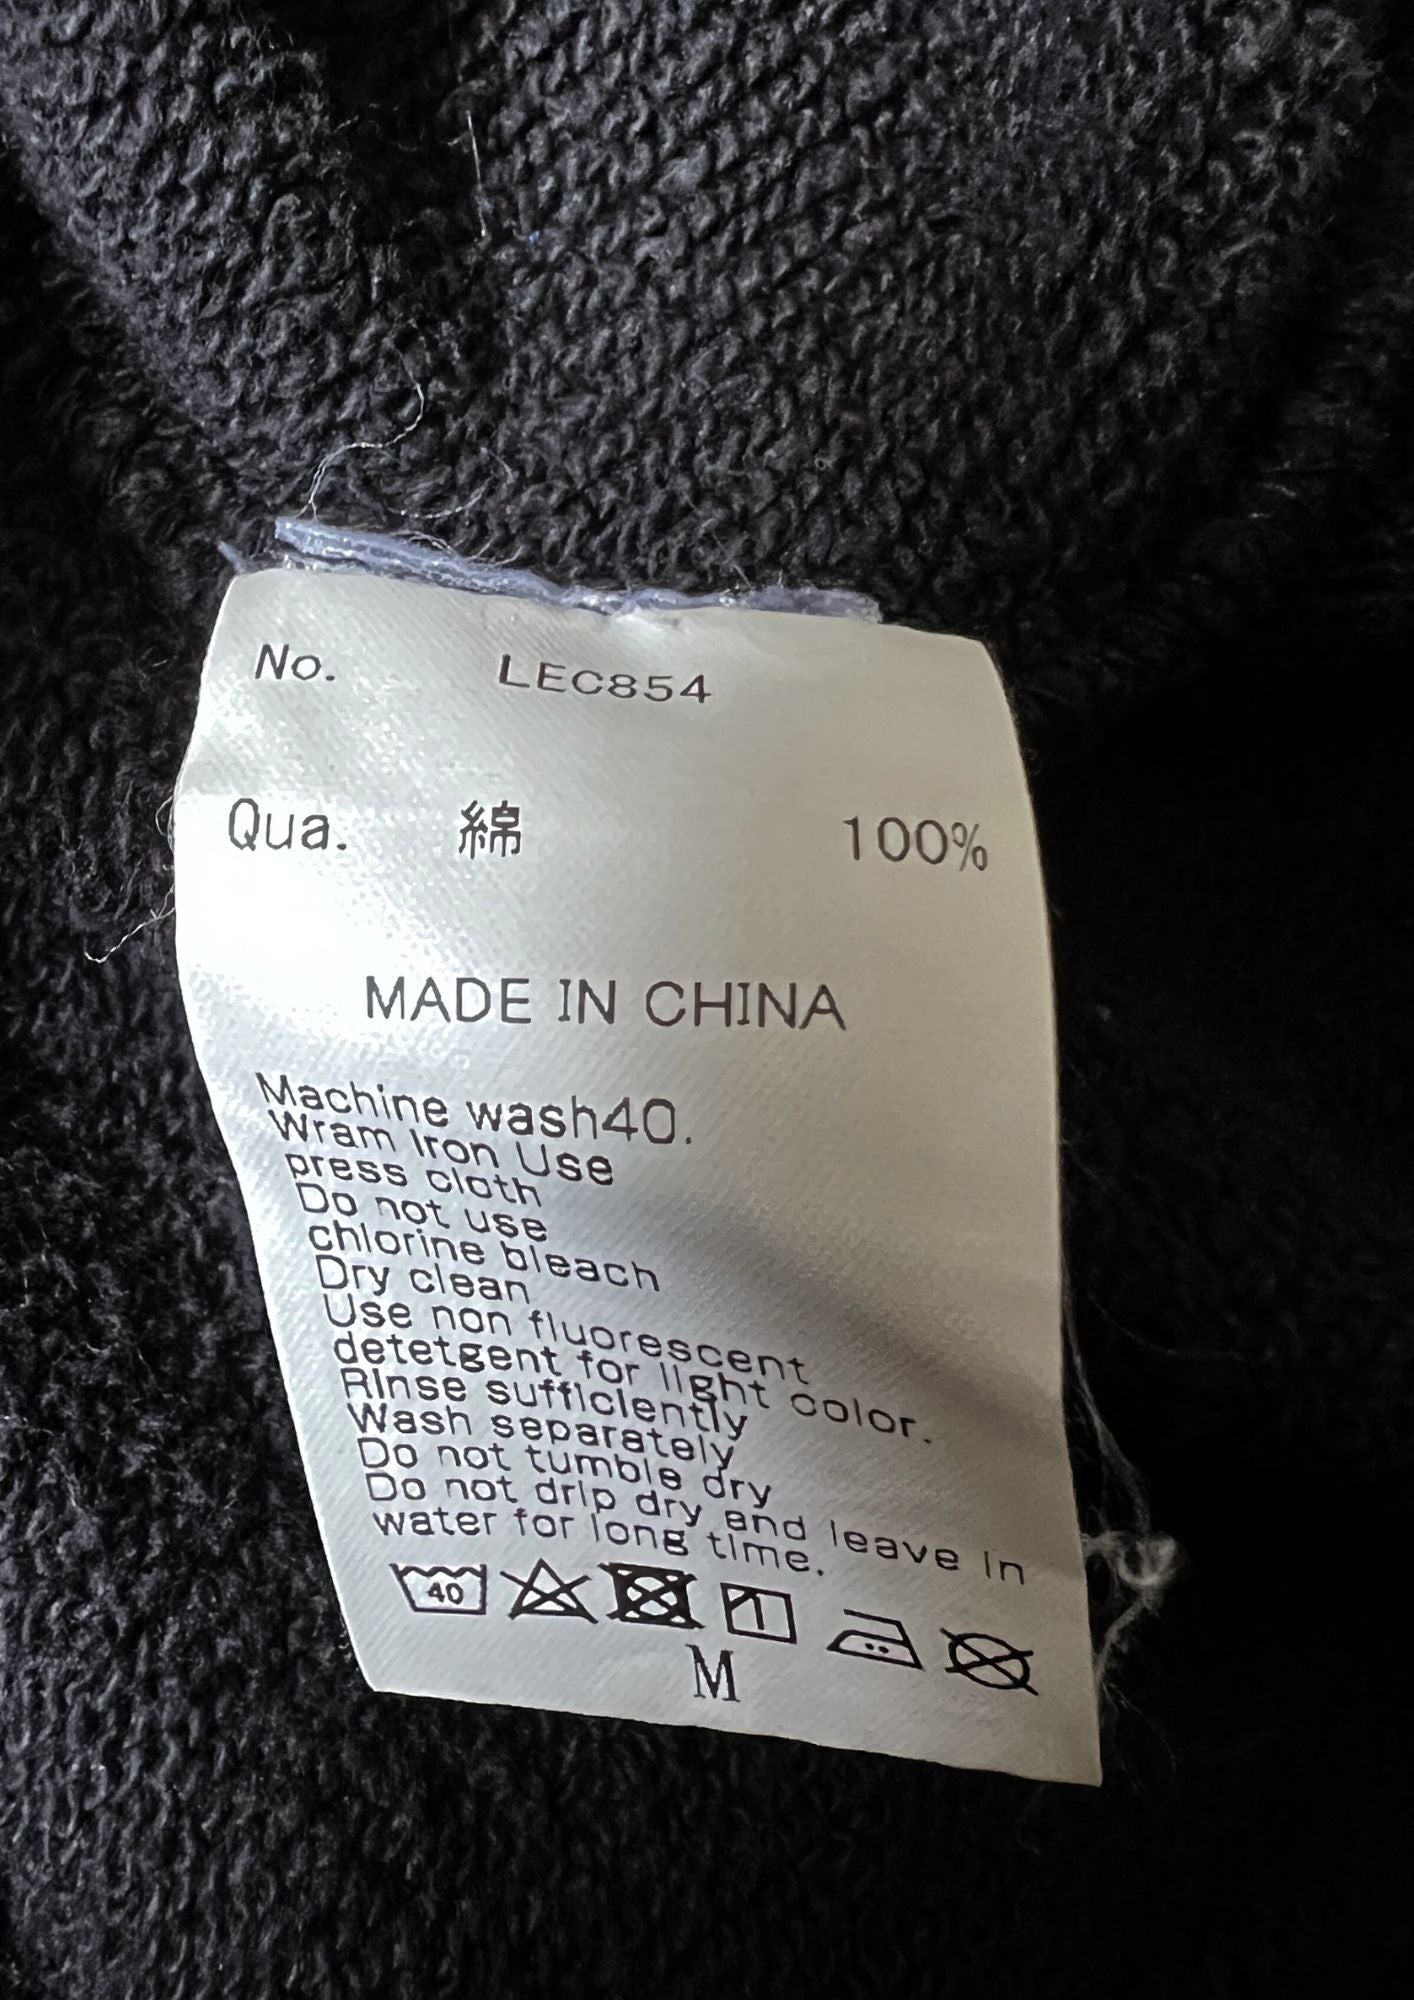 No. LEC854
Qua. 綿 100%
MADE IN CHINA
Machine wash40.
Wram Iron Use
press cloth
Do not use
chlorine bleach
Dry clean
Use non fluorescent
detetgent for light color.
Rinse sufficiently
Wash separately
Do not tumble dry
Do not drip dry and leave in
water for long time.
40
M